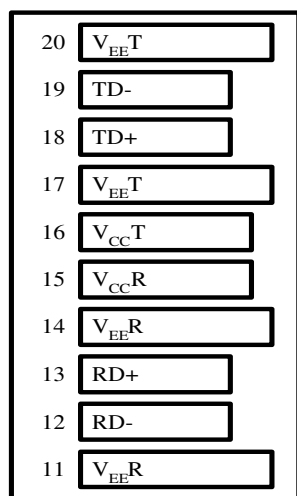 20 VEET
19 TD-
18 TD+
17 VEET
16 VCCT
15 VCCR
14 VEER
13 RD+
12 RD-
11 VEER